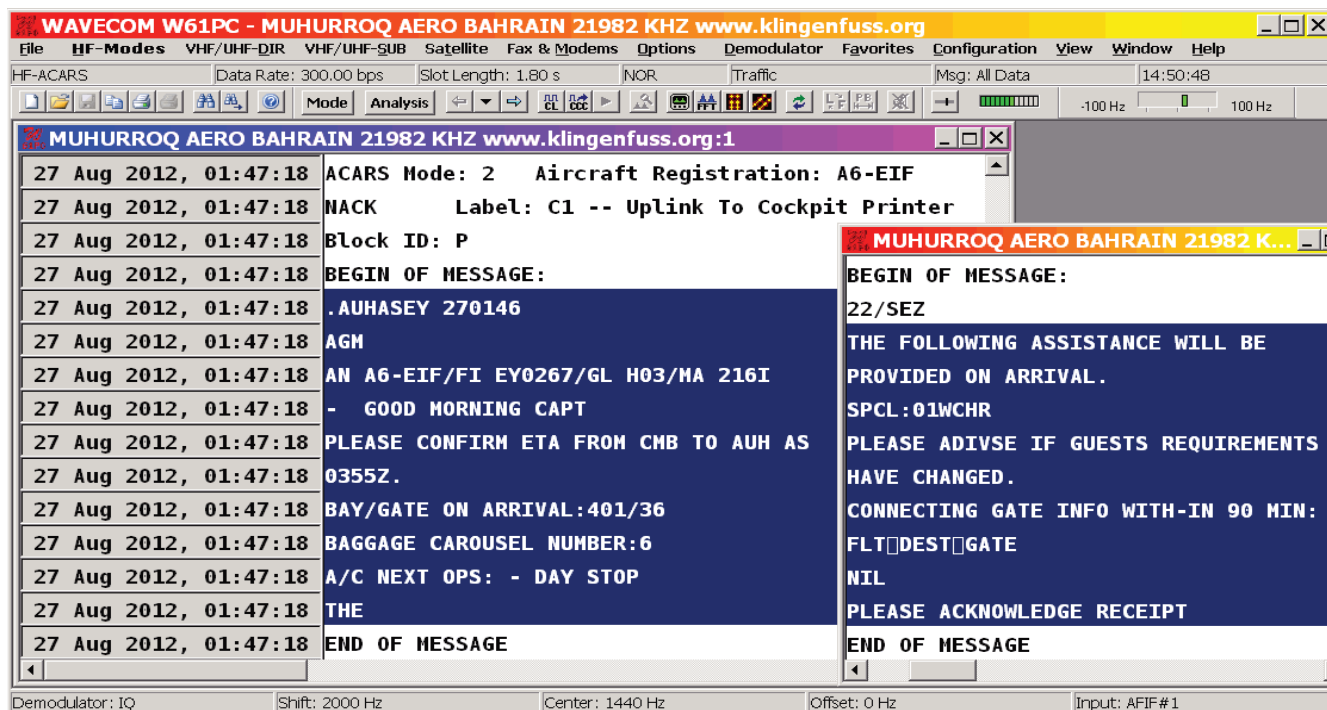 WAVECOM W61PC - MUHURROQ AERO BAHRAIN 21982 KHZ www.klingenfuss.org
File HF-Modes VHF/UHF-DIR VHF/UHF-SUB Satellite Fax & Modems Options Demodulator Favorites Configuration View Window Help
HF-ACARS Data Rate: 300.00 bps Slot Length: 1.80 s NOR Traffic Msg: All Data 14:50:48
Mode Analysis CL CCC -100 Hz 100 Hz
MUHURROQ AERO BAHRAIN 21982 KHZ www.klingenfuss.org:1
27 Aug 2012, 01:47:18 ACARS Mode: 2 Aircraft Registration: A6-EIF
27 Aug 2012, 01:47:18 NACK Label: C1 -- Uplink To Cockpit Printer
27 Aug 2012, 01:47:18 Block ID: P
27 Aug 2012, 01:47:18 BEGIN OF MESSAGE:
27 Aug 2012, 01:47:18 .AUHASEY 270146
27 Aug 2012, 01:47:18 AGM
27 Aug 2012, 01:47:18 AN A6-EIF/FI EY0267/GL H03/MA 216I
27 Aug 2012, 01:47:18 - GOOD MORNING CAPT
27 Aug 2012, 01:47:18 PLEASE CONFIRM ETA FROM CMB TO AUH AS
27 Aug 2012, 01:47:18 0355Z.
27 Aug 2012, 01:47:18 BAY/GATE ON ARRIVAL:401/36
27 Aug 2012, 01:47:18 BAGGAGE CAROUSEL NUMBER:6
27 Aug 2012, 01:47:18 A/C NEXT OPS: - DAY STOP
27 Aug 2012, 01:47:18 THE
27 Aug 2012, 01:47:18 END OF MESSAGE
MUHURROQ AERO BAHRAIN 21982 K...
BEGIN OF MESSAGE:
22/SEZ
THE FOLLOWING ASSISTANCE WILL BE
PROVIDED ON ARRIVAL.
SPCL:01WCHR
PLEASE ADIVSE IF GUESTS REQUIREMENTS
HAVE CHANGED.
CONNECTING GATE INFO WITH-IN 90 MIN:
FLT▯DEST▯GATE
NIL
PLEASE ACKNOWLEDGE RECEIPT
END OF MESSAGE
Demodulator: IQ Shift: 2000 Hz Center: 1440 Hz Offset: 0 Hz Input: AFIF#1